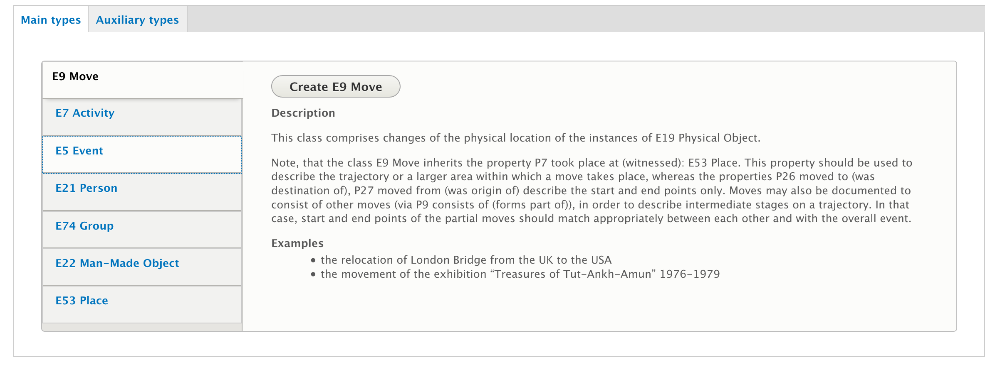 Main types
Auxiliary types
E9 Move
E7 Activity
E5 Event
E21 Person
E74 Group
E22 Man-Made Object
E53 Place
Create E9 Move
Description
This class comprises changes of the physical location of the instances of E19 Physical Object.
Note, that the class E9 Move inherits the property P7 took place at (witnessed): E53 Place. This property should be used to
describe the trajectory or a larger area within which a move takes place, whereas the properties P26 moved to (was
destination of), P27 moved from (was origin of) describe the start and end points only. Moves may also be documented to
consist of other moves (via P9 consists of (forms part of)), in order to describe intermediate stages on a trajectory. In that
case, start and end points of the partial moves should match appropriately between each other and with the overall event.
Examples
• the relocation of London Bridge from the UK to the USA
• the movement of the exhibition “Treasures of Tut-Ankh-Amun” 1976-1979